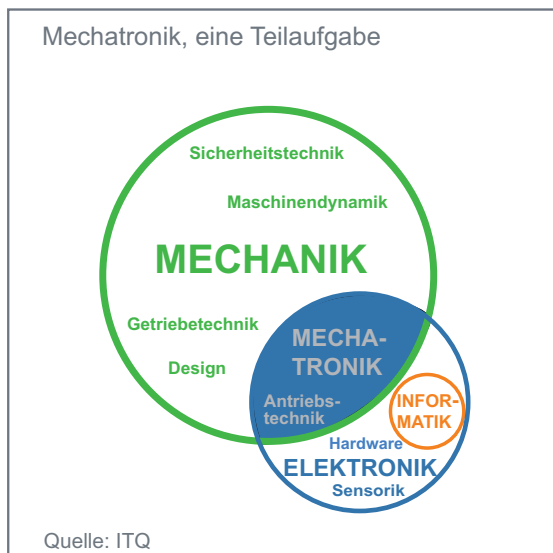 Mechatronik, eine Teilaufgabe
Sicherheitstechnik
Maschinendynamik
MECHANIK
Getriebetechnik
Design
MECHA-
TRONIK
Antriebs-
technik
INFOR-
MATIK
Hardware
ELEKTRONIK
Sensorik
Quelle: ITQ